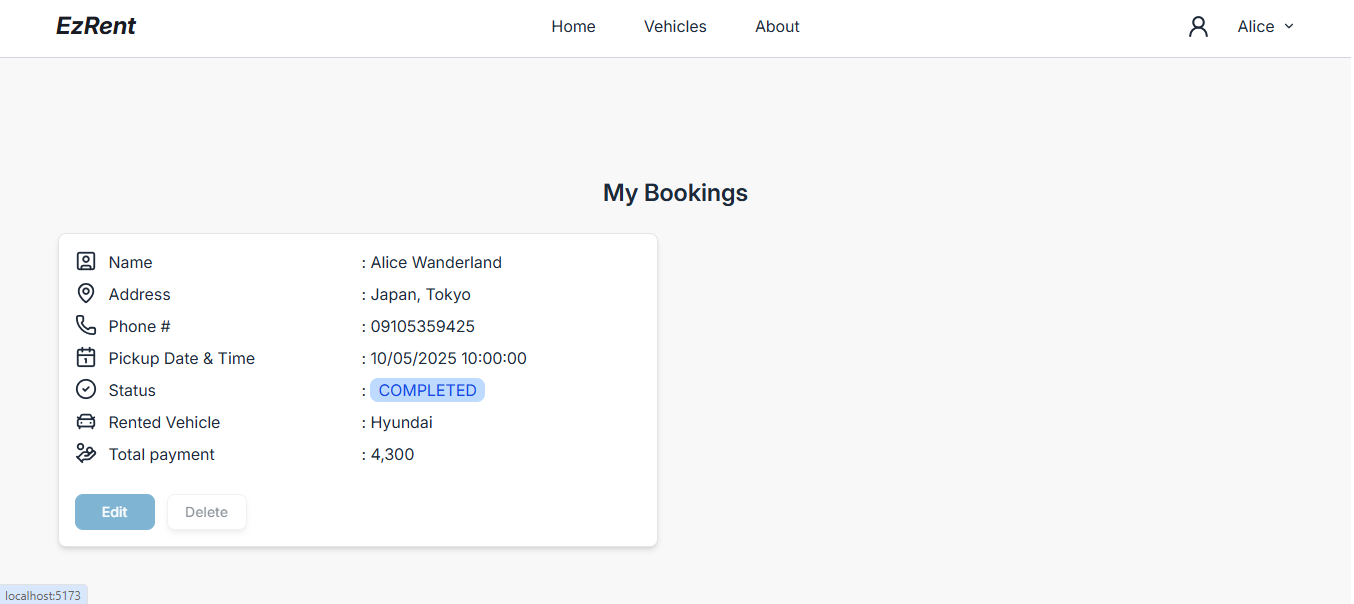 EzRent Home Vehicles About Alice
My Bookings
Name : Alice Wanderland
Address : Japan, Tokyo
Phone # : 09105359425
Pickup Date & Time : 10/05/2025 10:00:00
Status : COMPLETED
Rented Vehicle : Hyundai
Total payment : 4,300
Edit Delete
localhost:5173